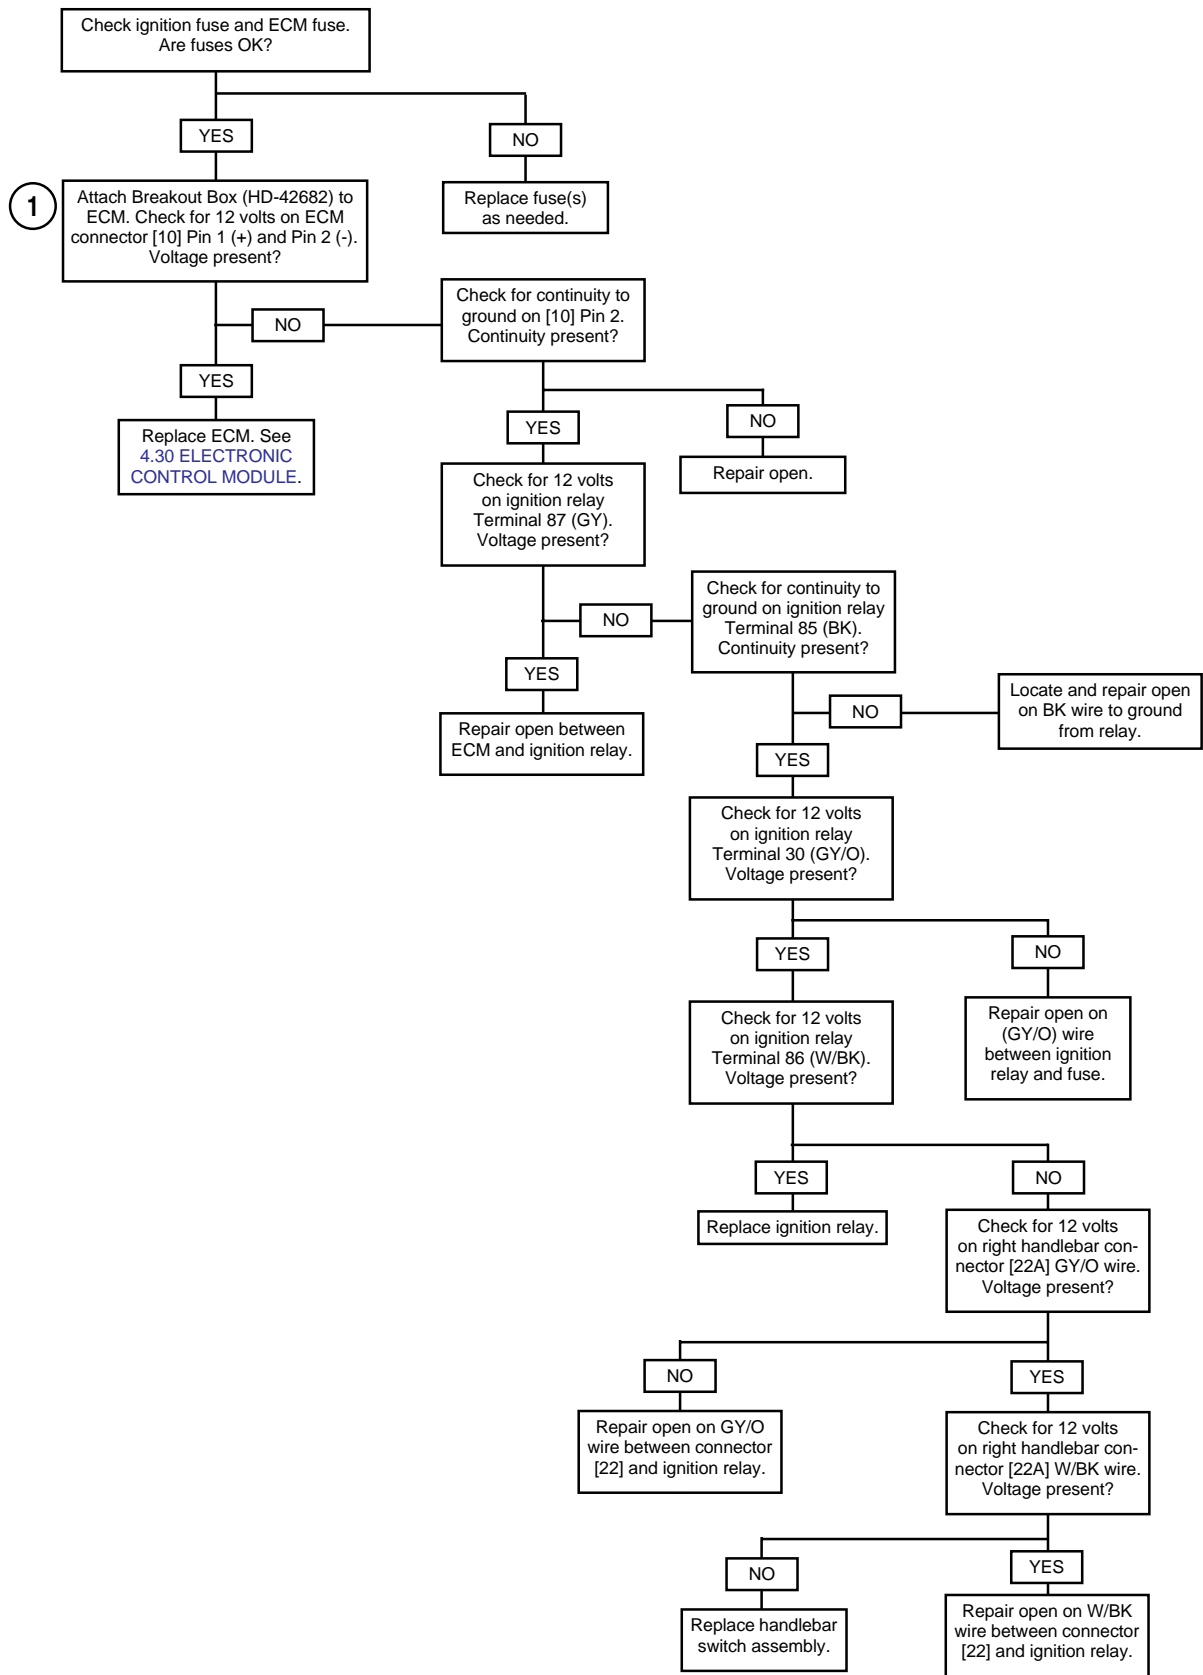 Check ignition fuse and ECM fuse.
Are fuses OK?
YES
NO
1
Attach Breakout Box (HD-42682) to
ECM. Check for 12 volts on ECM
connector [10] Pin 1 (+) and Pin 2 (-).
Voltage present?
Replace fuse(s)
as needed.
NO
Check for continuity to
ground on [10] Pin 2.
Continuity present?
YES
Replace ECM. See
4.30 ELECTRONIC
CONTROL MODULE.
YES
NO
Check for 12 volts
on ignition relay
Terminal 87 (GY).
Voltage present?
Repair open.
NO
Check for continuity to
ground on ignition relay
Terminal 85 (BK).
Continuity present?
YES
Repair open between
ECM and ignition relay.
NO
Locate and repair open
on BK wire to ground
from relay.
YES
Check for 12 volts
on ignition relay
Terminal 30 (GY/O).
Voltage present?
YES
NO
Check for 12 volts
on ignition relay
Terminal 86 (W/BK).
Voltage present?
Repair open on
(GY/O) wire
between ignition
relay and fuse.
YES
NO
Replace ignition relay.
Check for 12 volts
on right handlebar con-
nector [22A] GY/O wire.
Voltage present?
NO
YES
Repair open on GY/O
wire between connector
[22] and ignition relay.
Check for 12 volts
on right handlebar con-
nector [22A] W/BK wire.
Voltage present?
NO
YES
Replace handlebar
switch assembly.
Repair open on W/BK
wire between connector
[22] and ignition relay.